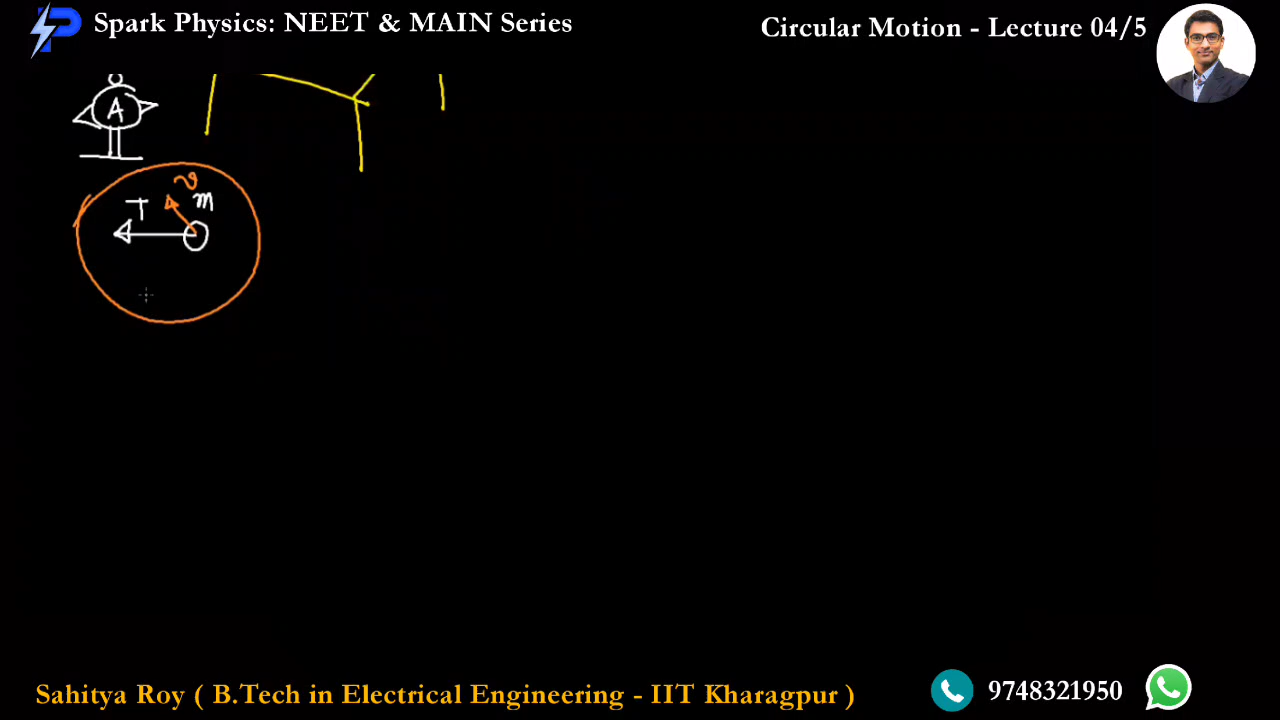 Spark Physics: NEET & MAIN Series
Circular Motion - Lecture 04/5
A
v
T
m
Sahitya Roy ( B.Tech in Electrical Engineering - IIT Kharagpur )
9748321950